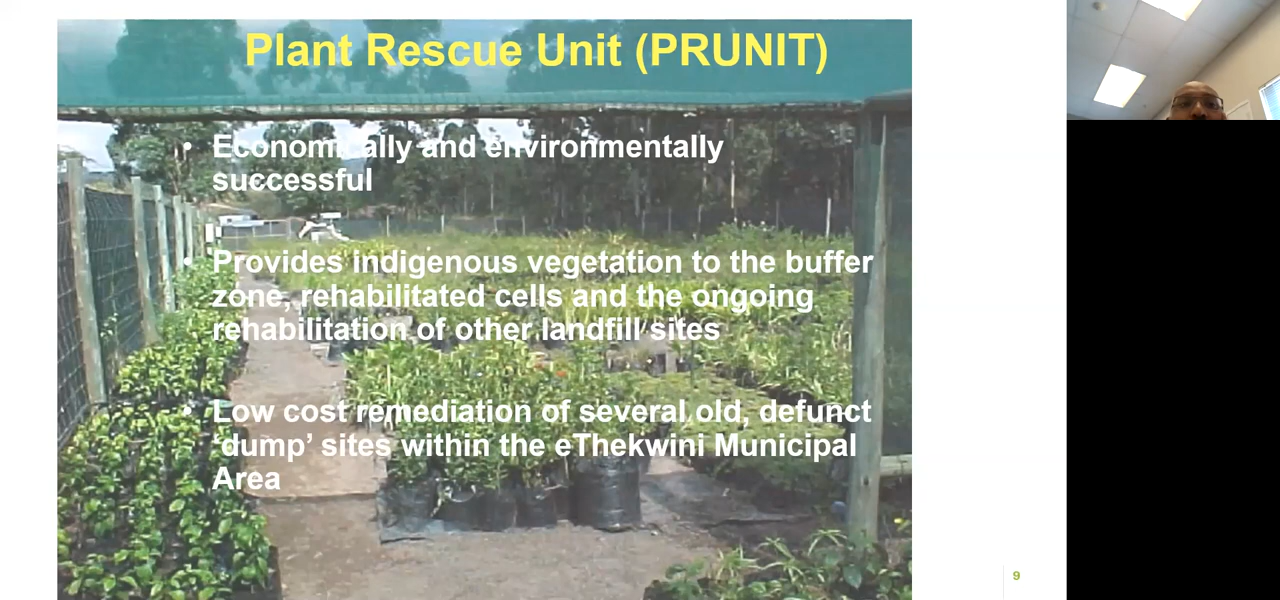 Plant Rescue Unit (PRUNIT)
• Economically and environmentally
successful
• Provides indigenous vegetation to the buffer
zone, rehabilitated cells and the ongoing
rehabilitation of other landfill sites
• Low cost remediation of several old, defunct
‘dump’ sites within the eThekwini Municipal
Area
9